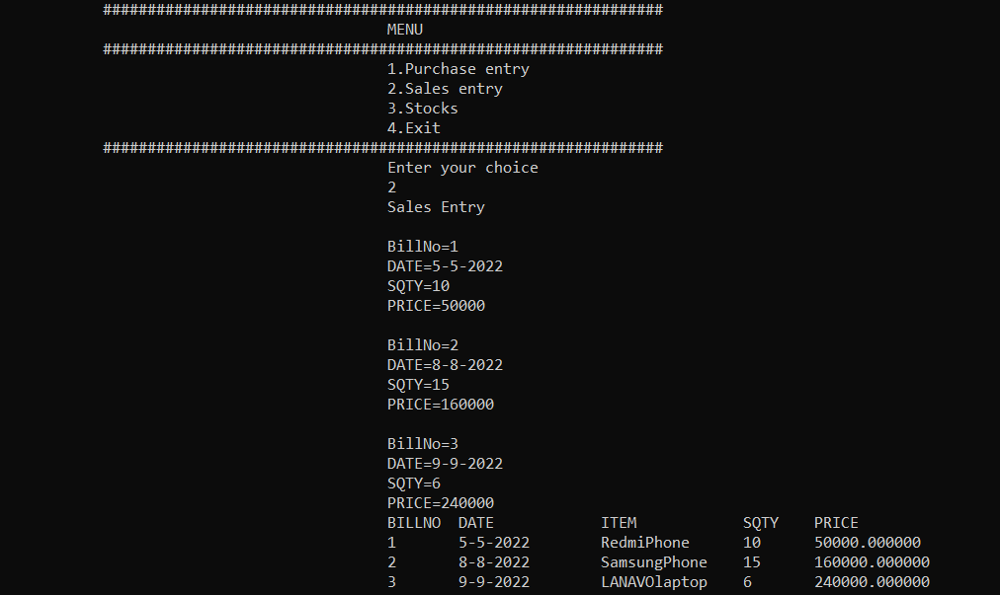 ###############################################################
MENU
###############################################################
1.Purchase entry
2.Sales entry
3.Stocks
4.Exit
###############################################################
Enter your choice
2
Sales Entry
BillNo=1
DATE=5-5-2022
SQTY=10
PRICE=50000
BillNo=2
DATE=8-8-2022
SQTY=15
PRICE=160000
BillNo=3
DATE=9-9-2022
SQTY=6
PRICE=240000
BILLNO DATE ITEM SQTY PRICE
1 5-5-2022 RedmiPhone 10 50000.000000
2 8-8-2022 SamsungPhone 15 160000.000000
3 9-9-2022 LANAVOlaptop 6 240000.000000